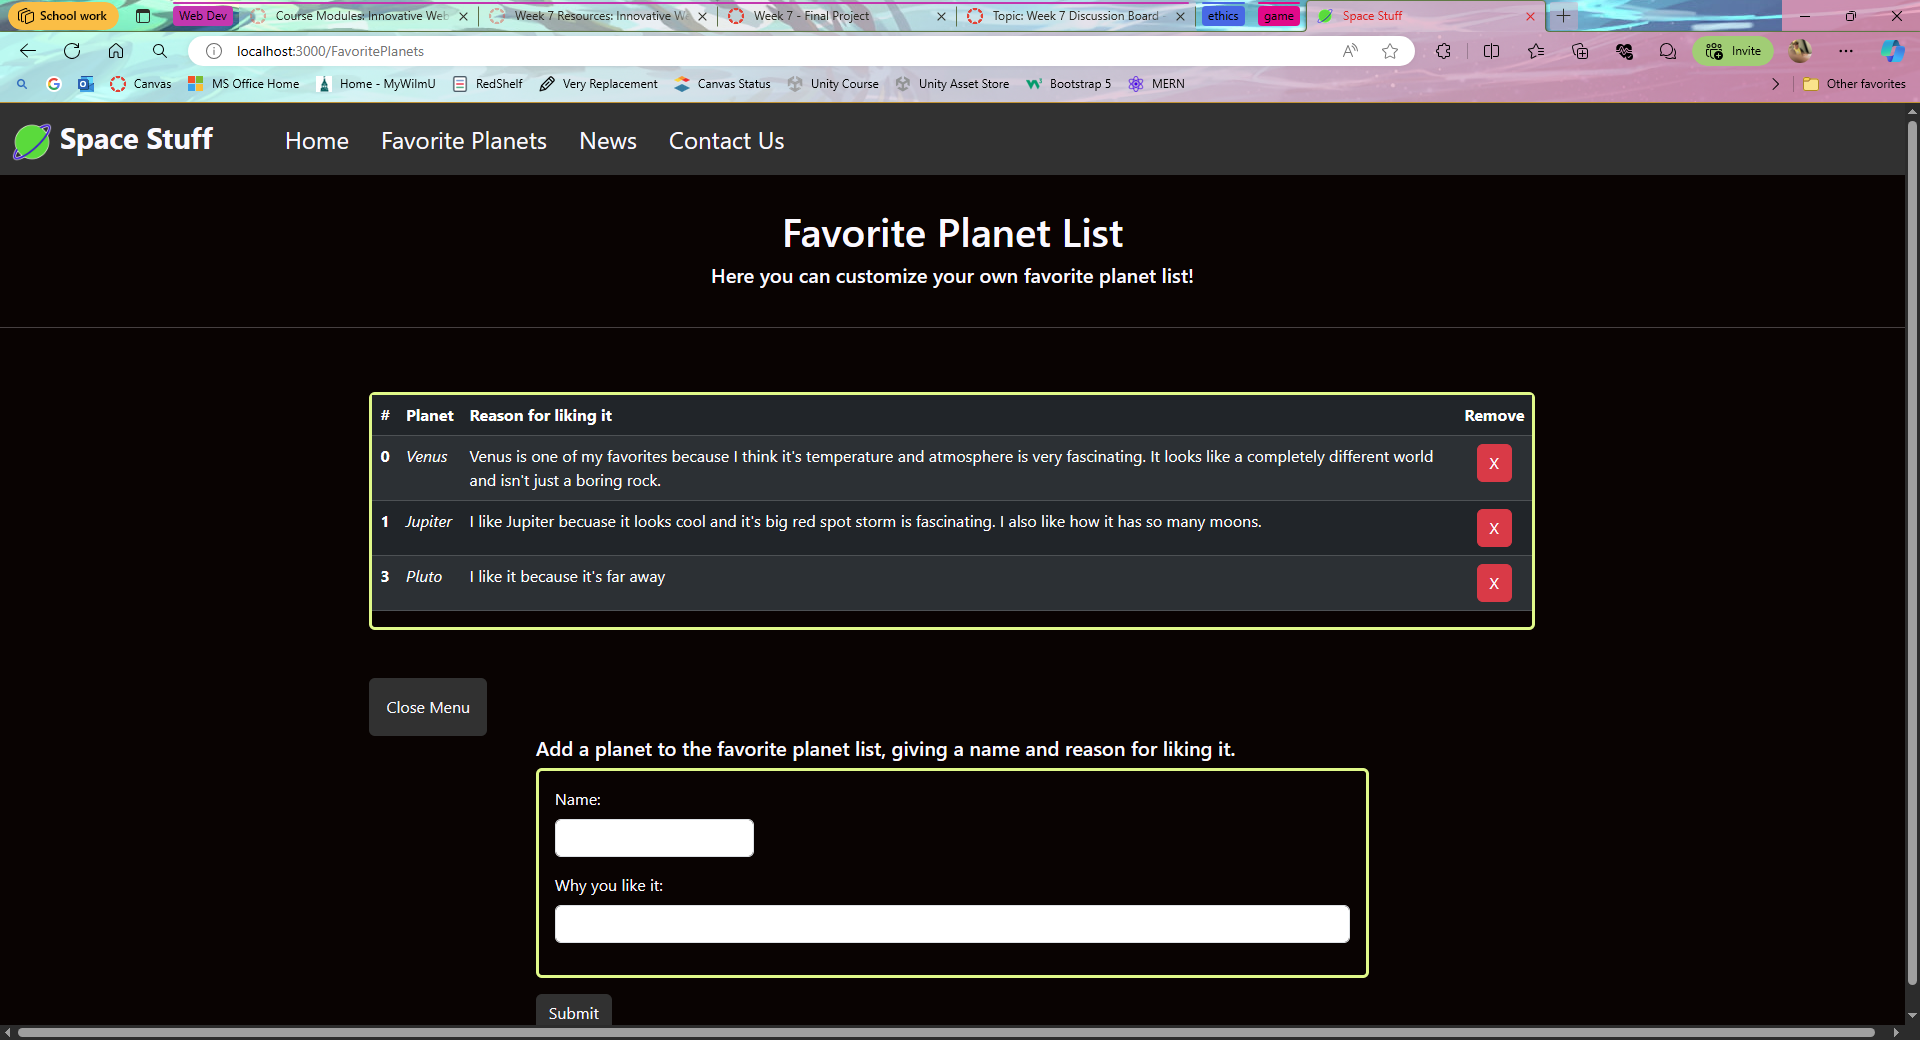 School work
Web Dev
Course Modules: Innovative Web
Week 7 Resources: Innovative W
Week 7 - Final Project
Topic: Week 7 Discussion Board -
ethics
game
Space Stuff
localhost:3000/FavoritePlanets
Invite
Canvas
MS Office Home
Home - MyWilmU
RedShelf
Very Replacement
Canvas Status
Unity Course
Unity Asset Store
Bootstrap 5
MERN
Other favorites
Space Stuff
Home
Favorite Planets
News
Contact Us
Favorite Planet List
Here you can customize your own favorite planet list!
# Planet Reason for liking it Remove
0 Venus Venus is one of my favorites because I think it's temperature and atmosphere is very fascinating. It looks like a completely different world X
and isn't just a boring rock.
1 Jupiter I like Jupiter becuase it looks cool and it's big red spot storm is fascinating. I also like how it has so many moons. X
3 Pluto I like it because it's far away X
Close Menu
Add a planet to the favorite planet list, giving a name and reason for liking it.
Name:
Why you like it:
Submit